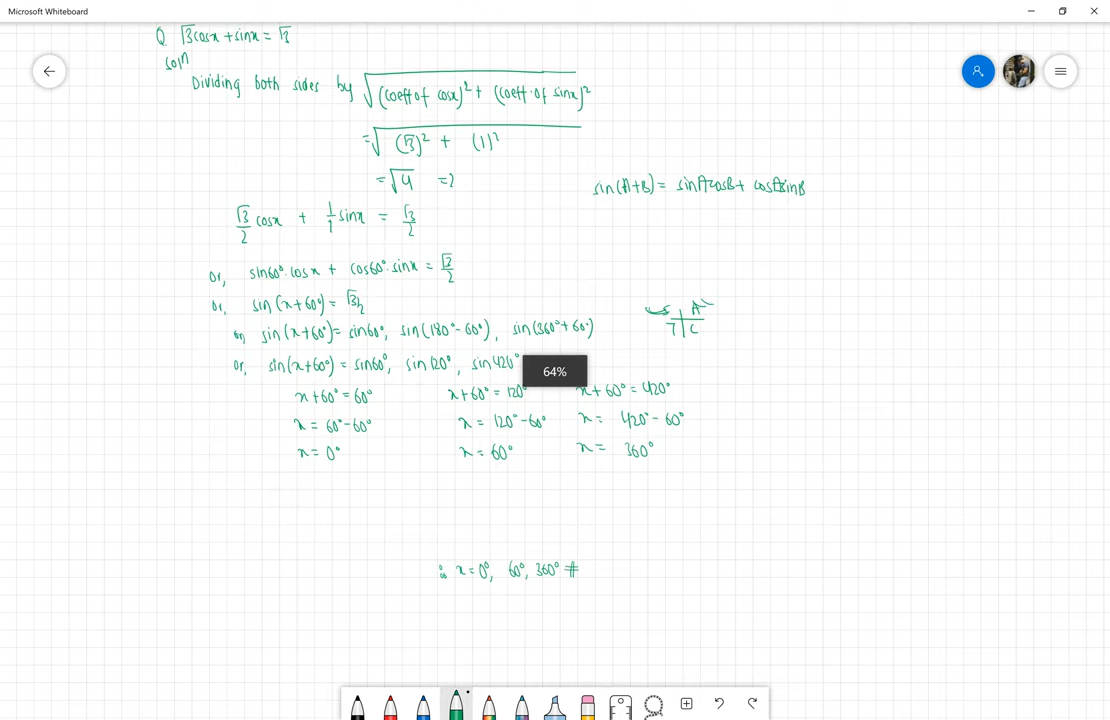 Microsoft Whiteboard
Q. √3cosx + sinx = √3
Solⁿ
Dividing both sides by √(coeff of cosx)² + (coeff. of sinx)²
= √(√3)² + (1)²
= √4 = 2
sin(A+B) = sinAcosB + cosAsinB
√3/2 cosx + 1/2 sinx = √3/2
Or, sin60°.cosx + cos60°.sinx = √3/2
Or, sin(x+60°) = √3/2
or, sin(x+60°) = sin60°, sin(180°-60°), sin(360°+60°)
S A
T C
Or, sin(x+60°) = sin60°, sin120°, sin420°
64%
x+60° = 60° x+60° = 120° x+60° = 420°
x = 60°-60° x = 120°-60° x = 420°-60°
x = 0° x = 60° x = 360°
∴ x = 0°, 60°, 360° #